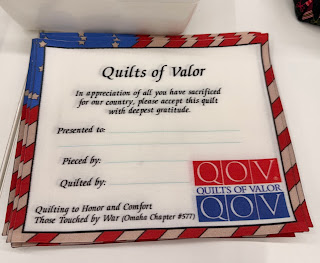 Quilts of Valor
In appreciation of all you have sacrificed
for our country, please accept this quilt
with deepest gratitude.
Presented to:
Pieced by:
Quilted by:
QOV
QUILTS OF VALOR
QOV
Quilting to Honor and Comfort
Those Touched by War (Omaha Chapter #577)